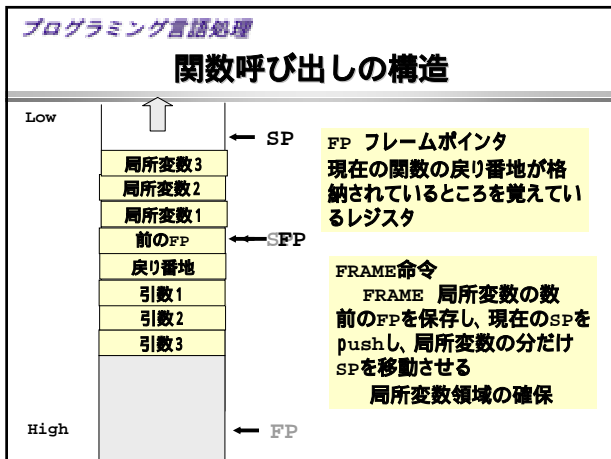 プログラミング言語処理
関数呼び出しの構造
Low
SP
局所変数3
局所変数2
局所変数1
前のFP
SP
FP
戻り番地
引数1
引数2
引数3
High
FP
FP フレームポインタ
現在の関数の戻り番地が格
納されているところを覚えてい
るレジスタ
FRAME命令
FRAME 局所変数の数
前のFPを保存し、現在のSPを
pushし、局所変数の分だけ
SPを移動させる
局所変数領域の確保